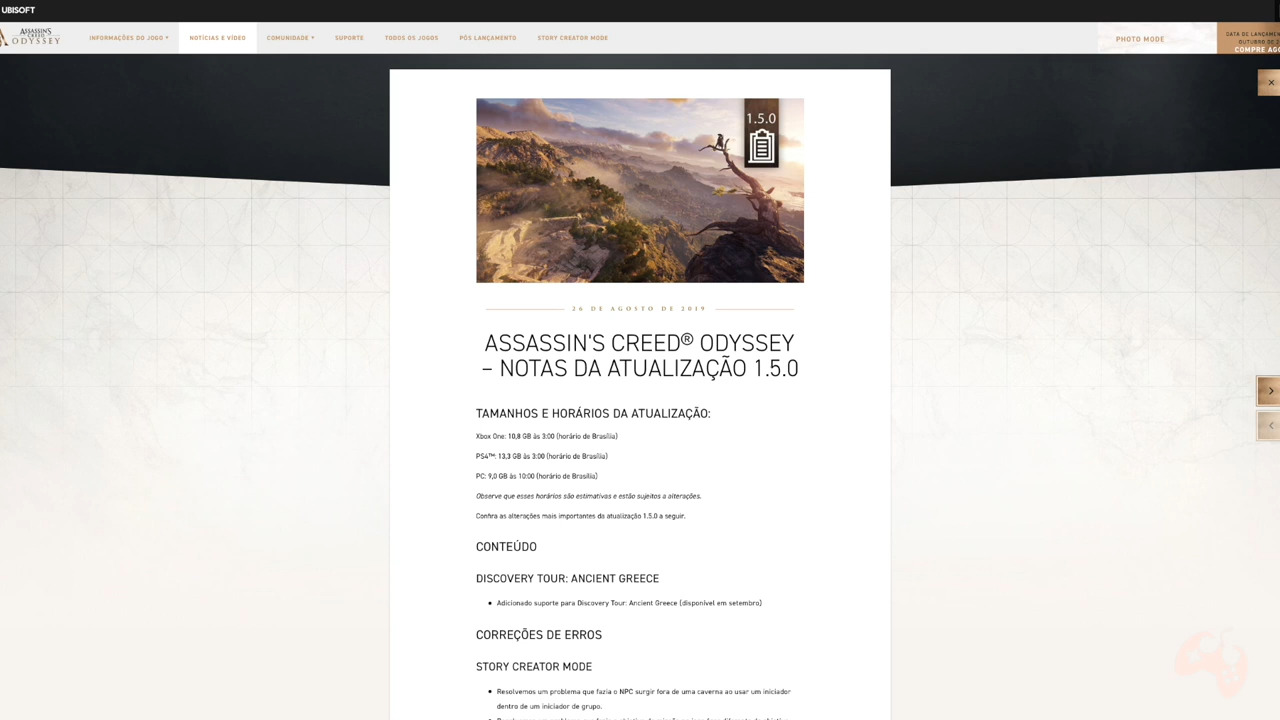 UBISOFT
ASSASSIN'S
CREED
ODYSSEY
INFORMAÇÕES DO JOGO
NOTÍCIAS E VÍDEO
COMUNIDADE
SUPORTE
TODOS OS JOGOS
PÓS LANÇAMENTO
STORY CREATOR MODE
PHOTO MODE
DATA DE LANÇAMEN
OUTUBRO DE 2
COMPRE AGO
1.5.0
26 DE AGOSTO DE 2019
ASSASSIN'S CREED® ODYSSEY
– NOTAS DA ATUALIZAÇÃO 1.5.0
TAMANHOS E HORÁRIOS DA ATUALIZAÇÃO:
Xbox One: 10,8 GB às 3:00 (horário de Brasília)
PS4™: 13,3 GB às 3:00 (horário de Brasília)
PC: 9,0 GB às 10:00 (horário de Brasília)
Observe que esses horários são estimativas e estão sujeitos a alterações.
Confira as alterações mais importantes da atualização 1.5.0 a seguir.
CONTEÚDO
DISCOVERY TOUR: ANCIENT GREECE
• Adicionado suporte para Discovery Tour: Ancient Greece (disponível em setembro)
CORREÇÕES DE ERROS
STORY CREATOR MODE
• Resolvemos um problema que fazia o NPC surgir fora de uma caverna ao usar um iniciador
dentro de um iniciador de grupo.